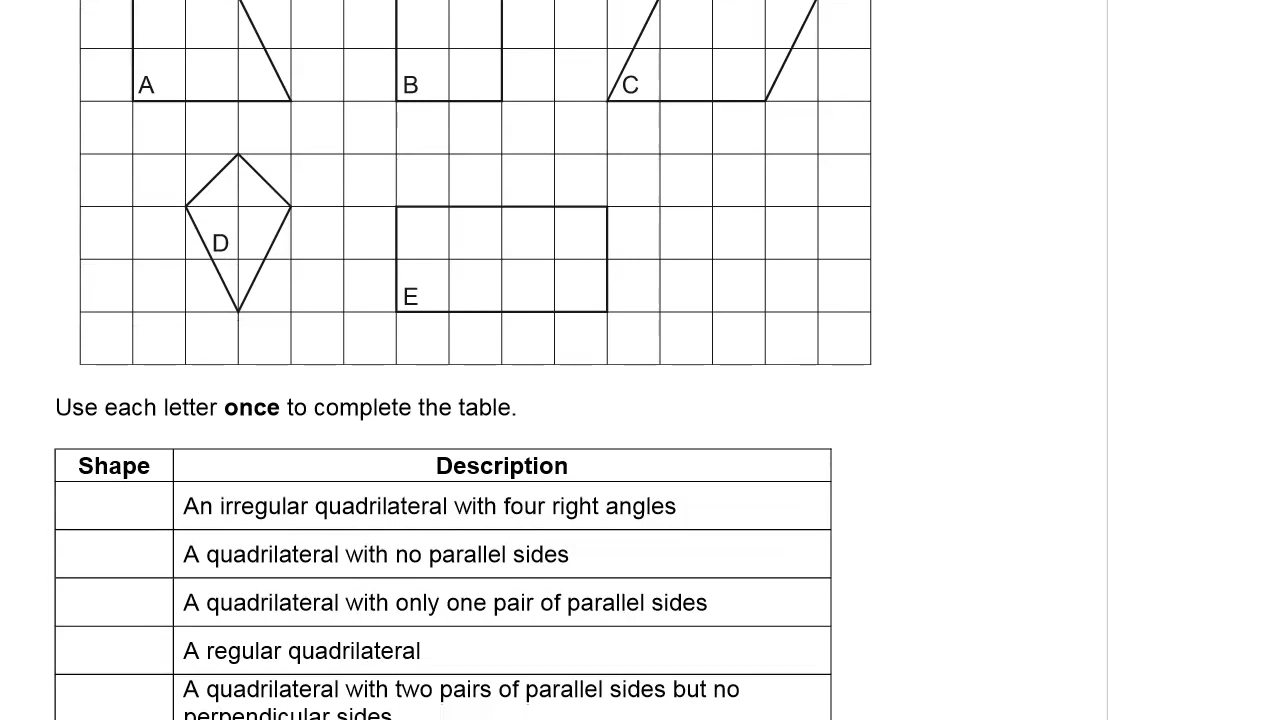 A
B
C
D
E
Use each letter once to complete the table.
Shape Description
An irregular quadrilateral with four right angles
A quadrilateral with no parallel sides
A quadrilateral with only one pair of parallel sides
A regular quadrilateral
A quadrilateral with two pairs of parallel sides but no
perpendicular sides